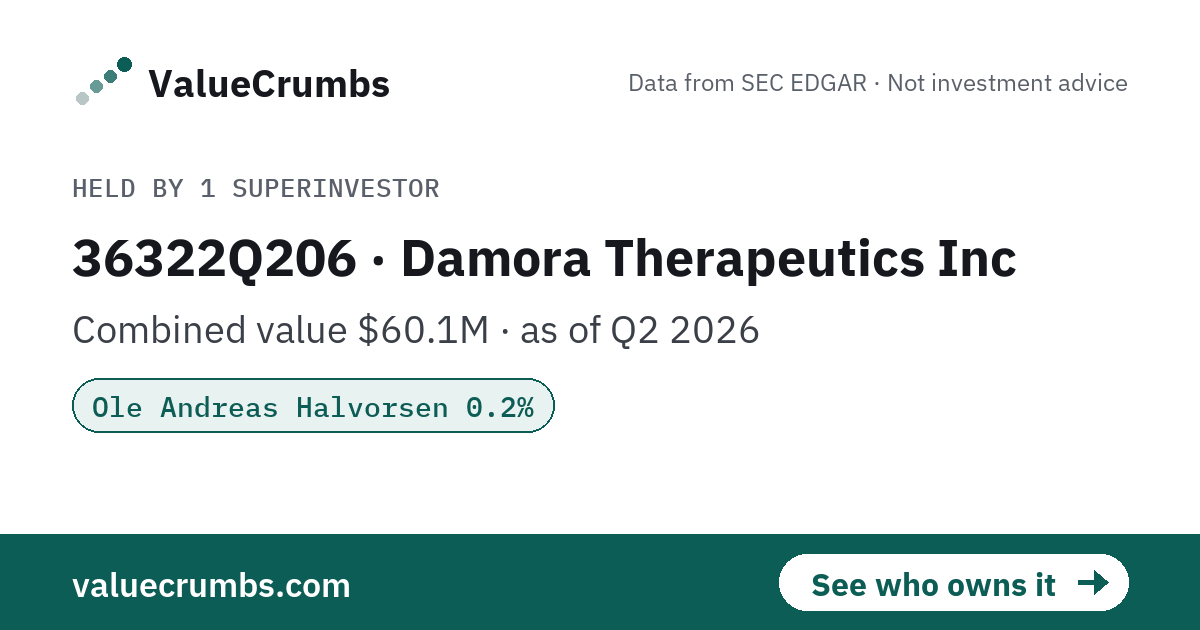 ValueCrumbs
Data from SEC EDGAR · Not investment advice
HELD BY 1 SUPERINVESTOR
36322Q206 · Damora Therapeutics Inc
Combined value $60.1M · as of Q2 2026
Ole Andreas Halvorsen 0.2%
valuecrumbs.com
See who owns it →